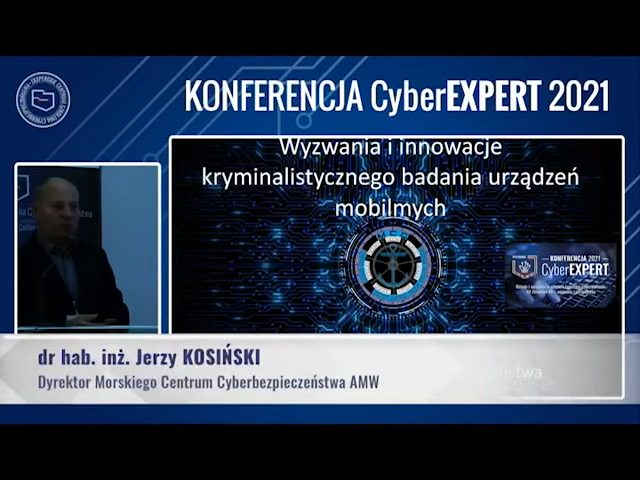 KONFERENCJA CyberEXPERT 2021
Wyzwania i innowacje
kryminalistycznego badania urządzeń
mobilmych
KONFERENCJA 2021
CyberEXPERT
dr hab. inż. Jerzy KOSIŃSKI
Dyrektor Morskiego Centrum Cyberbezpieczeństwa AMW